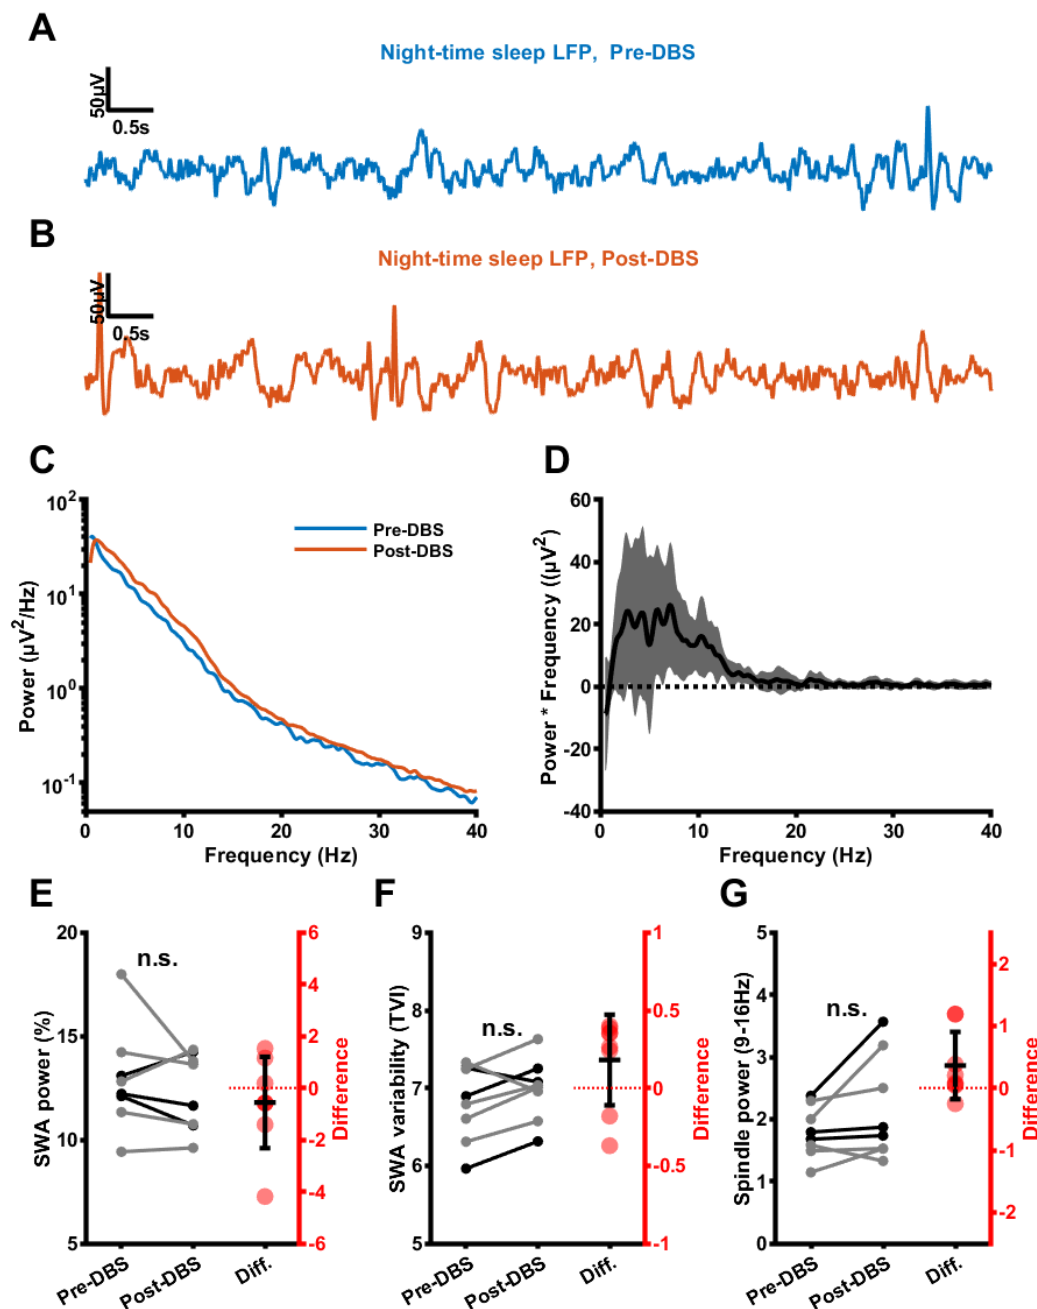 A
Night-time sleep LFP, Pre-DBS
50µV
0.5s
B
Night-time sleep LFP, Post-DBS
50µV
0.5s
C
Power (µV²/Hz)
10²
10¹
10⁰
10⁻¹
0 10 20 30 40
Frequency (Hz)
Pre-DBS
Post-DBS
D
Power * Frequency ((µV²)
60
40
20
0
-20
-40
0 10 20 30 40
Frequency (Hz)
E
SWA power (%)
20
15
10
5
n.s.
6
4
2
0
-2
-4
-6
Difference
Pre-DBS Post-DBS Diff.
F
SWA variability (TVI)
9
8
7
6
5
n.s.
1
0.5
0
-0.5
-1
Difference
Pre-DBS Post-DBS Diff.
G
Spindle power (9-16Hz)
5
4
3
2
1
0
n.s.
2
1
0
-1
-2
Difference
Pre-DBS Post-DBS Diff.